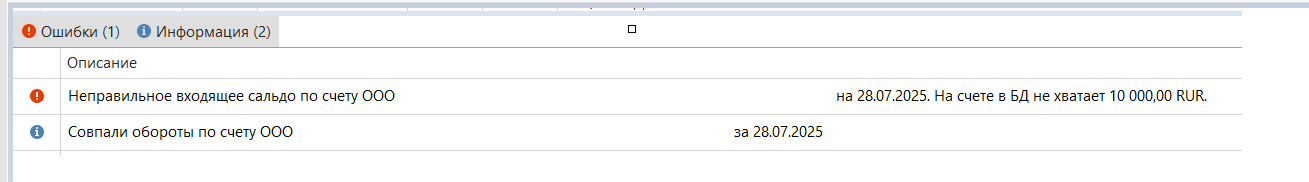 Ошибки (1) Информация (2)
Описание
Неправильное входящее сальдо по счету ООО на 28.07.2025. На счете в БД не хватает 10 000,00 RUR.
Совпали обороты по счету ООО за 28.07.2025